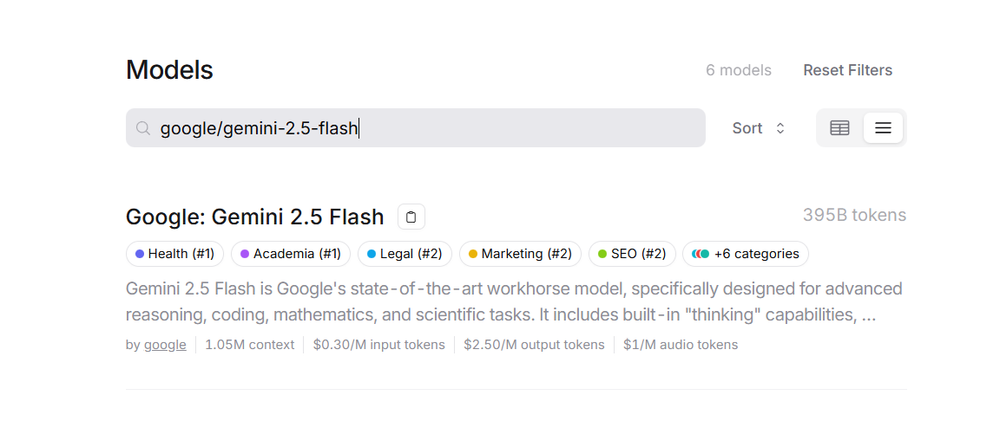 Models
6 models
Reset Filters
google/gemini-2.5-flash
Sort
Google: Gemini 2.5 Flash
395B tokens
Health (#1)
Academia (#1)
Legal (#2)
Marketing (#2)
SEO (#2)
+6 categories
Gemini 2.5 Flash is Google's state-of-the-art workhorse model, specifically designed for advanced
reasoning, coding, mathematics, and scientific tasks. It includes built-in "thinking" capabilities, ...
by google
1.05M context
$0.30/M input tokens
$2.50/M output tokens
$1/M audio tokens